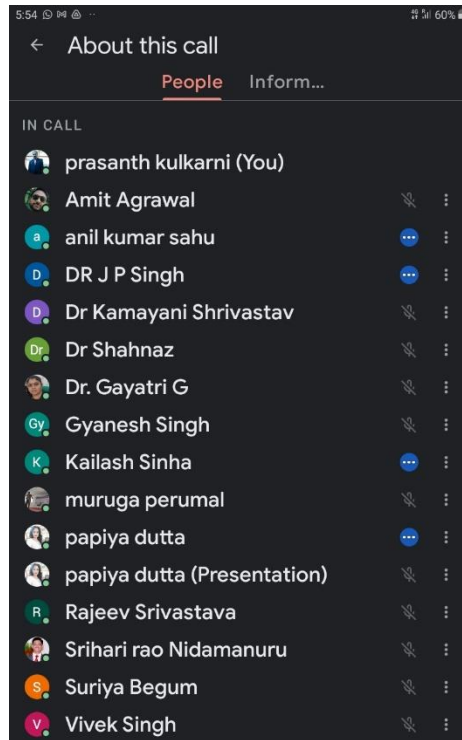 5:54 60%
← About this call
People Inform...
IN CALL
prasanth kulkarni (You)
Amit Agrawal
a anil kumar sahu
D DR J P Singh
D Dr Kamayani Shrivastav
Dr Dr Shahnaz
Dr. Gayatri G
Gy Gyanesh Singh
K Kailash Sinha
muruga perumal
papiya dutta
papiya dutta (Presentation)
R Rajeev Srivastava
Srihari rao Nidamanuru
S Suriya Begum
V Vivek Singh